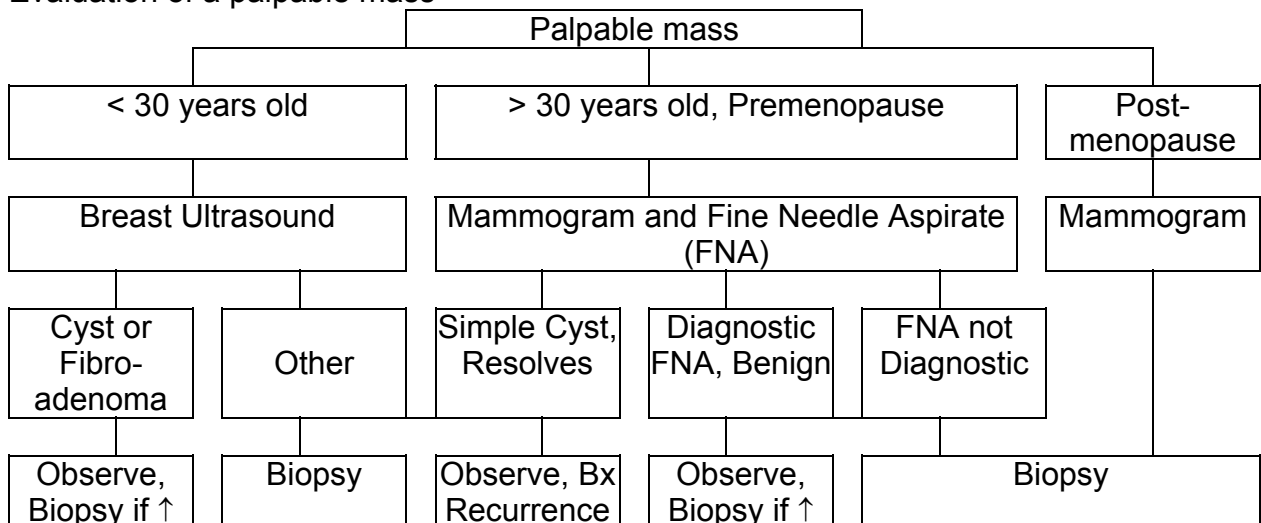 Evaluation of a palpable mass
Palpable mass
< 30 years old
> 30 years old, Premenopause
Post-
menopause
Breast Ultrasound
Mammogram and Fine Needle Aspirate
(FNA)
Mammogram
Cyst or
Fibro-
adenoma
Other
Simple Cyst,
Resolves
Diagnostic
FNA, Benign
FNA not
Diagnostic
Observe,
Biopsy if ↑
Biopsy
Observe, Bx
Recurrence
Observe,
Biopsy if ↑
Biopsy